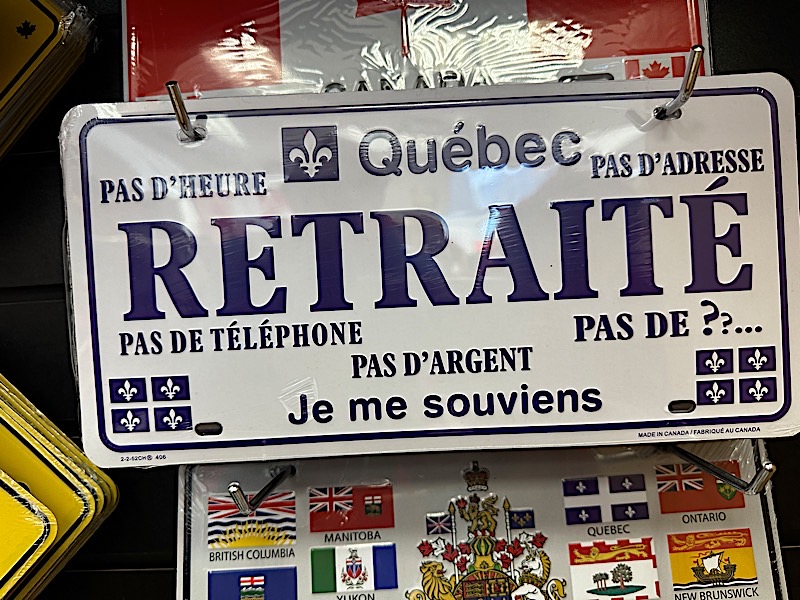 CANADA
Québec
PAS D'HEURE
PAS D'ADRESSE
RETRAITÉ
PAS DE TÉLÉPHONE
PAS DE ??...
PAS D'ARGENT
Je me souviens
MADE IN CANADA / FABRIQUÉ AU CANADA
BRITISH COLUMBIA
MANITOBA
QUEBEC
ONTARIO
YUKON
NEW BRUNSWICK